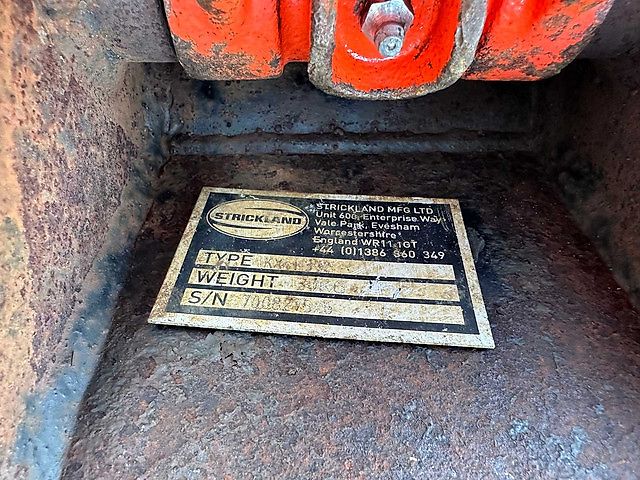 STRICKLAND
STRICKLAND MFG LTD
Unit 600, Enterprise Way
Vale Park, Evesham
Worcestershire
England WR11 1GT
+44 (0)1386 860 349
TYPE
WEIGHT
S/N